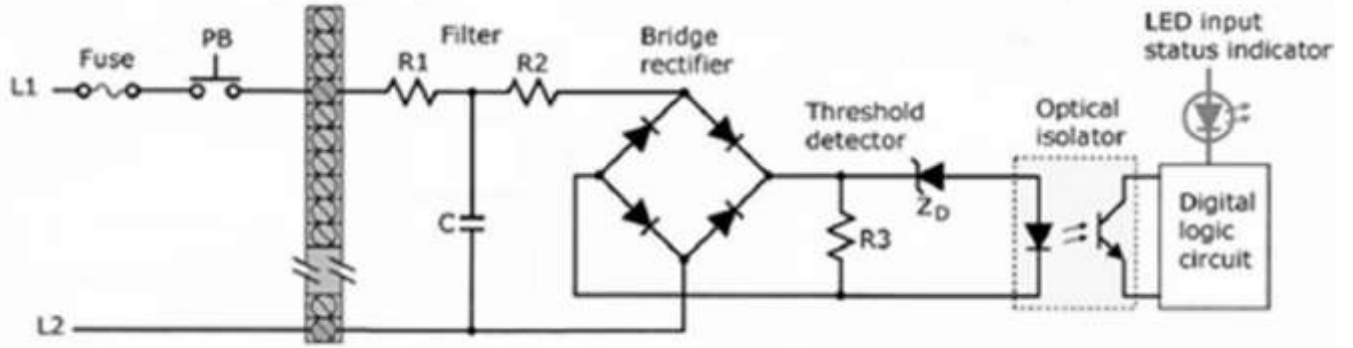 LED input
status indicator
Fuse
PB
Filter
Bridge
rectifier
L1
R1
R2
Threshold
detector
Optical
isolator
C
R3
ZD
Digital
logic
circuit
L2